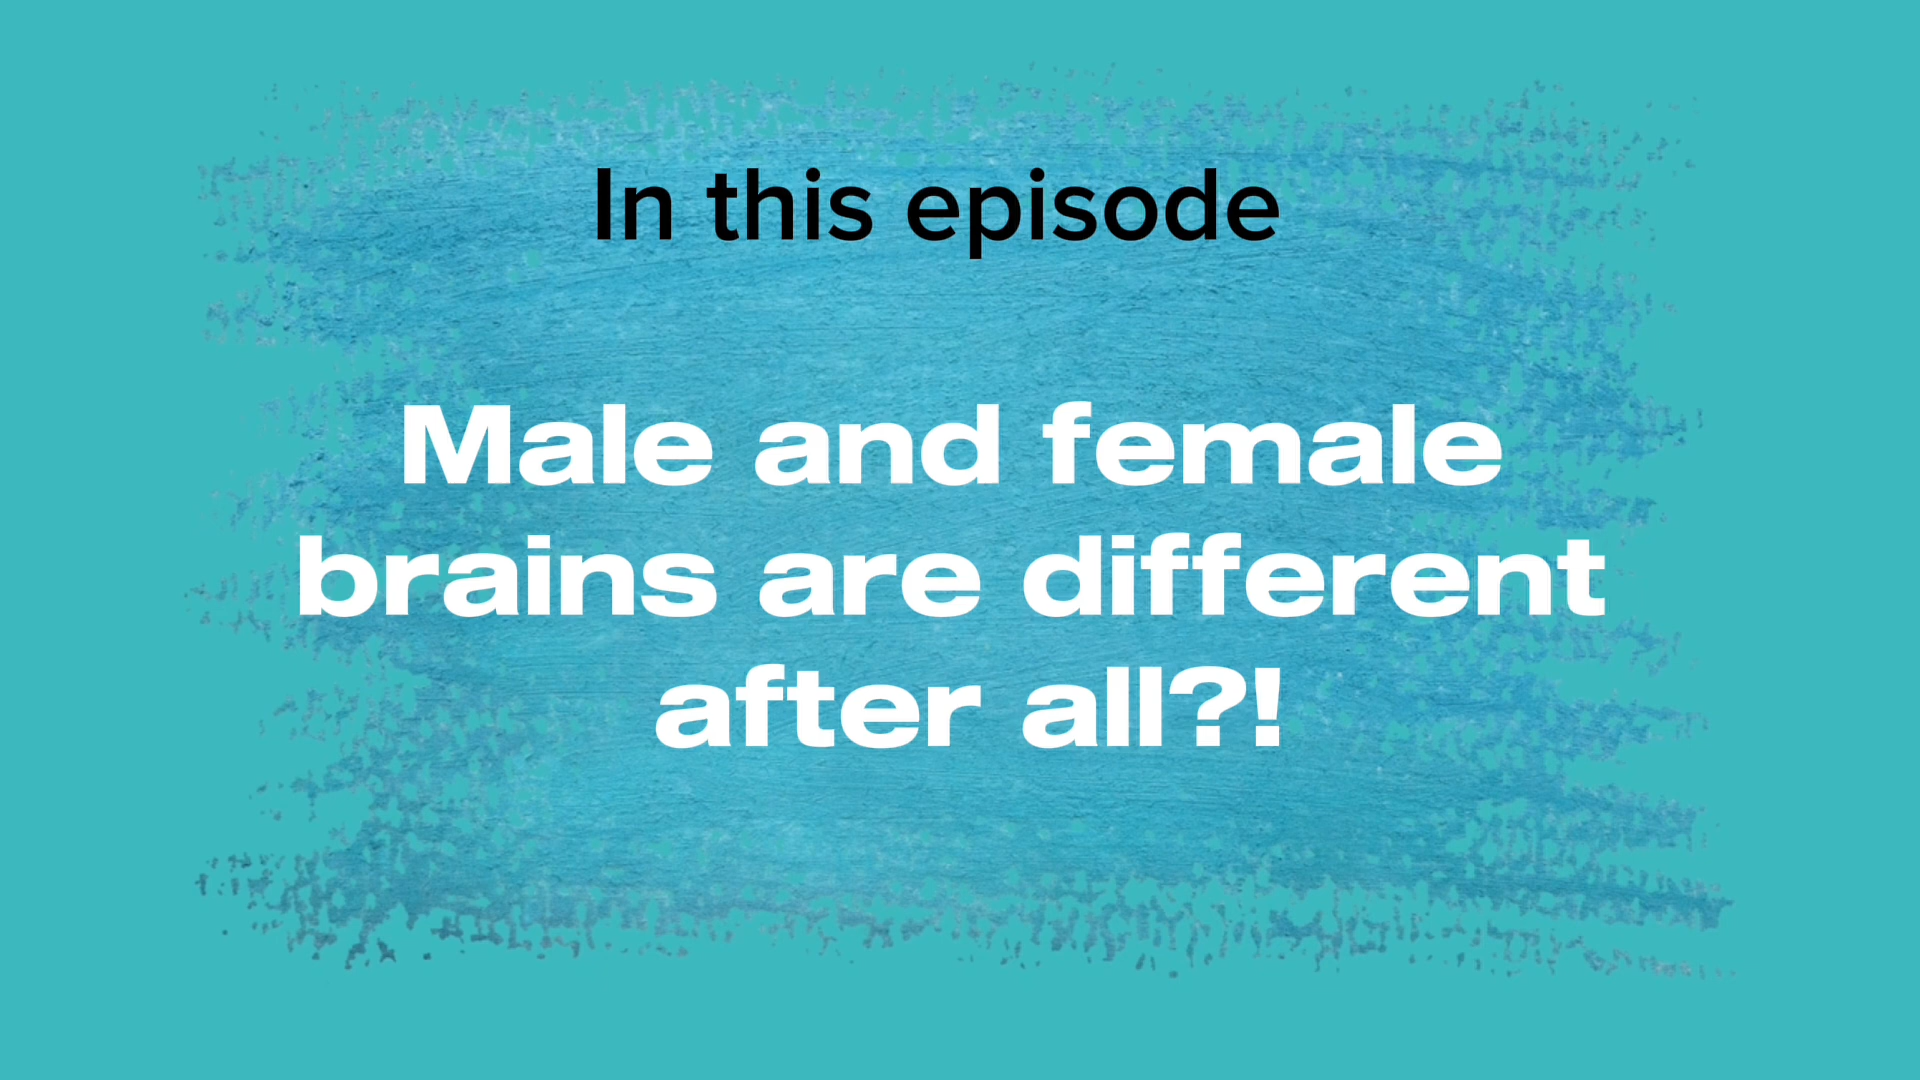 In this episode
Male and female
brains are different
after all?!